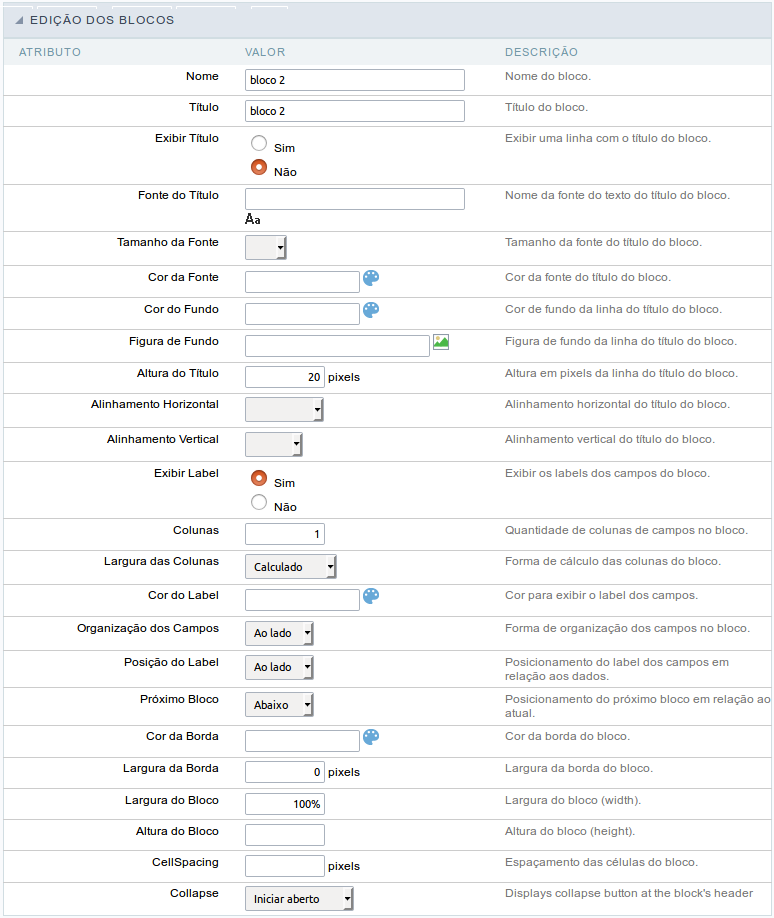 EDIÇÃO DOS BLOCOS
ATRIBUTO VALOR DESCRIÇÃO
Nome bloco 2 Nome do bloco.
Título bloco 2 Título do bloco.
Exibir Título Sim Exibir uma linha com o título do bloco.
Não
Fonte do Título Nome da fonte do texto do título do bloco.
Aa
Tamanho da Fonte Tamanho da fonte do título do bloco.
Cor da Fonte Cor da fonte do título do bloco.
Cor do Fundo Cor de fundo da linha do título do bloco.
Figura de Fundo Figura de fundo da linha do título do bloco.
Altura do Título 20 pixels Altura em pixels da linha do título do bloco.
Alinhamento Horizontal Alinhamento horizontal do título do bloco.
Alinhamento Vertical Alinhamento vertical do título do bloco.
Exibir Label Sim Exibir os labels dos campos do bloco.
Não
Colunas 1 Quantidade de colunas de campos no bloco.
Largura das Colunas Calculado Forma de cálculo das colunas do bloco.
Cor do Label Cor para exibir o label dos campos.
Organização dos Campos Ao lado Forma de organização dos campos no bloco.
Posição do Label Ao lado Posicionamento do label dos campos em
relação aos dados.
Próximo Bloco Abaixo Posicionamento do próximo bloco em relação ao
atual.
Cor da Borda Cor da borda do bloco.
Largura da Borda 0 pixels Largura da borda do bloco.
Largura do Bloco 100% Largura do bloco (width).
Altura do Bloco Altura do bloco (height).
CellSpacing pixels Espaçamento das células do bloco.
Collapse Iniciar aberto Displays collapse button at the block's header